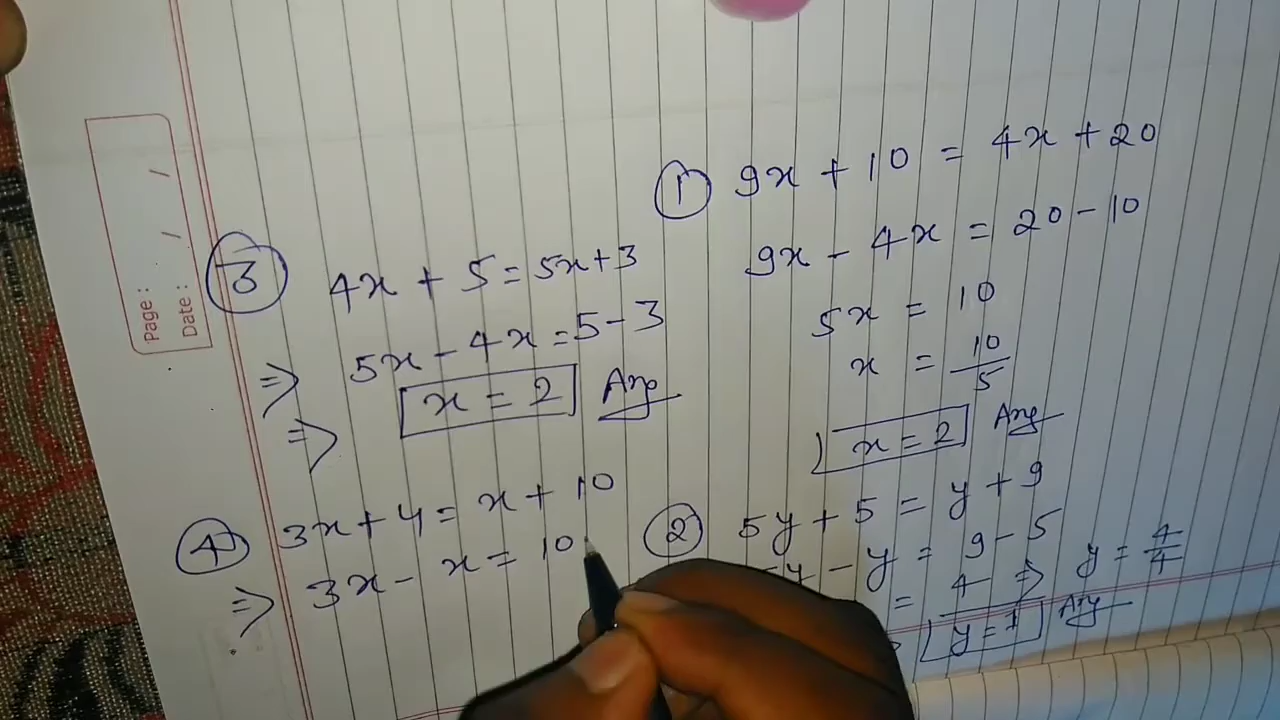 Page :
Date : / /
① 9x + 10 = 4x + 20
9x - 4x = 20 - 10
5x = 10
x = 10/5
x = 2 Ans
② 5y + 5 = y + 9
- y = 9 - 5
= 4 ⇒ y = 4/4
y = 1 Ans
③ 4x + 5 = 5x + 3
⇒ 5x - 4x = 5 - 3
⇒ x = 2 Ans
④ 3x + 4 = x + 10
⇒ 3x - x = 10